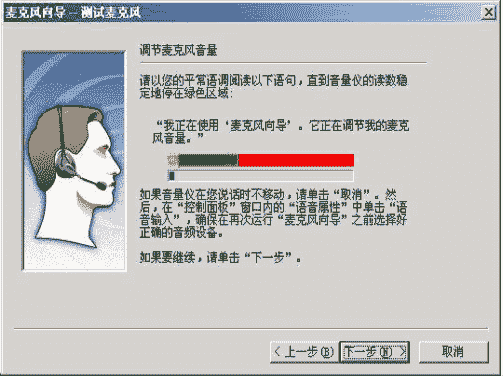 麦克风向导 - 测试麦克风
调节麦克风音量
请以您的平常语调阅读以下语句，直到音量仪的读数稳
定地停在绿色区域：
“我正在使用‘麦克风向导’。它正在调节我的麦克
风音量。”
如果音量仪在您说话时不移动，请单击“取消”。然
后，在“控制面板”窗口内的“语音属性”中单击“语
音输入”，确保在再次运行“麦克风向导”之前选择好
正确的音频设备。
如果要继续，请单击“下一步”。
< 上一步(B) 下一步(N) > 取消